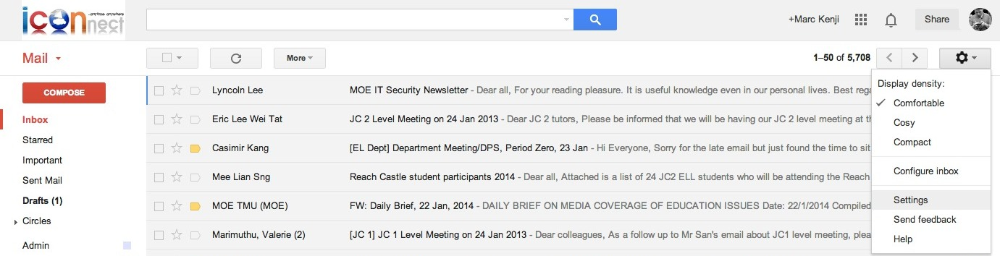 iconnect
...anytime, anywhere
+Marc Kenji
Share
Mail
More
1–50 of 5,708
COMPOSE
Inbox
Starred
Important
Sent Mail
Drafts (1)
Circles
Admin
Lyncoln Lee MOE IT Security Newsletter - Dear all, For your reading pleasure. It is useful knowledge even in our personal lives. Best rega
Eric Lee Wei Tat JC 2 Level Meeting on 24 Jan 2013 - Dear JC 2 tutors, Please be informed that we will be having our JC 2 level meeting at th
Casimir Kang [EL Dept] Department Meeting/DPS, Period Zero, 23 Jan - Hi Everyone, Sorry for the late email but just found the time to sit
Mee Lian Sng Reach Castle student participants 2014 - Dear all, Attached is a list of 24 JC2 ELL students who will be attending the Reach
MOE TMU (MOE) FW: Daily Brief, 22 Jan, 2014 - DAILY BRIEF ON MEDIA COVERAGE OF EDUCATION ISSUES Date: 22/1/2014 Compiled
Marimuthu, Valerie (2) [JC 1] JC 1 Level Meeting on 24 Jan 2013 - Dear colleagues, As a follow up to Mr San's email about JC1 level meeting, plea
Display density:
Comfortable
Cosy
Compact
Configure inbox
Settings
Send feedback
Help